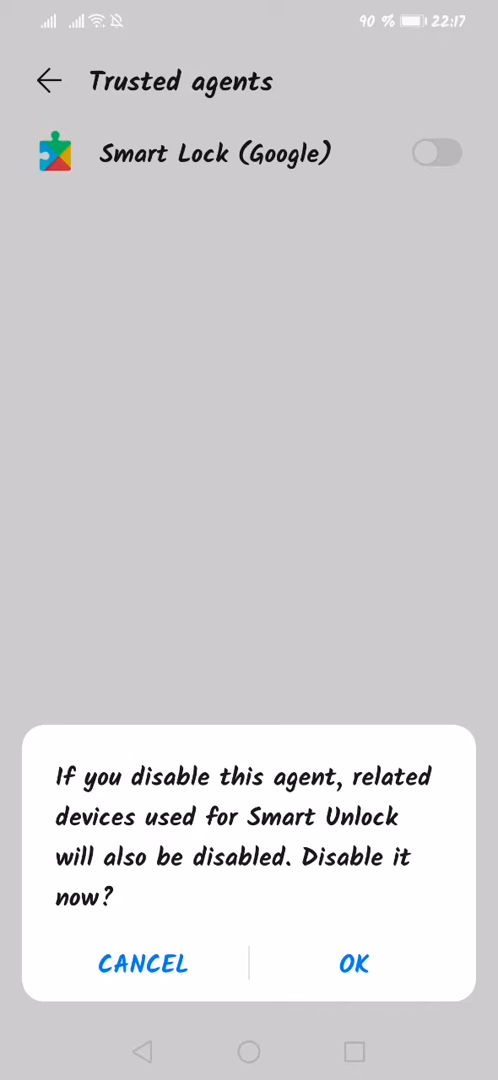 90 % 22:17
Trusted agents
Smart Lock (Google)
If you disable this agent, related
devices used for Smart Unlock
will also be disabled. Disable it
now?
CANCEL OK